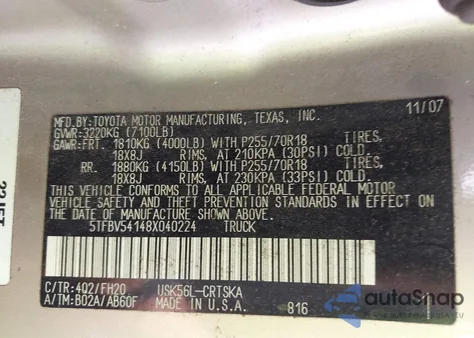 MFD.BY:TOYOTA MOTOR MANUFACTURING, TEXAS, INC. 11/07
GVWR:3220KG (7100LB)
GAWR:FRT. 1810KG (4000LB) WITH P255/70R18 TIRES,
18X8J RIMS, AT 210KPA (30PSI) COLD.
RR. 1880KG (4150LB) WITH P255/70R18 TIRES,
18X8J RIMS, AT 230KPA (33PSI) COLD.
THIS VEHICLE CONFORMS TO ALL APPLICABLE FEDERAL MOTOR
VEHICLE SAFETY STANDARDS IN EFFECT ON THE
DATE OF MANUFACTURE SHOWN ABOVE.
5TFBV54148X040224 TRUCK
C/TR:4Q2/FH20 USK56L-CRTSKA
A/TM:B02A/AB60F MADE IN U.S.A. 816
autoSnap